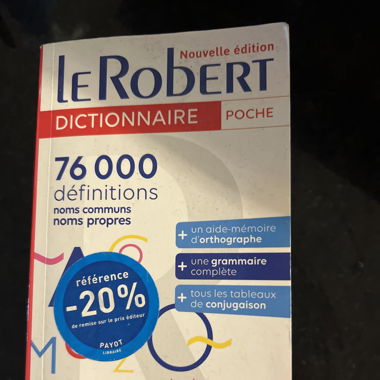 Nouvelle édition
le RobERT
DICTIONNAIRE POCHE
76 000
définitions
noms communs
noms propres
+ un aide-mémoire
d'orthographe
+ une grammaire
complète
+ tous les tableaux
de conjugaison
référence
-20%
de remise sur le prix éditeur
PAYOT
LIBRAIRE